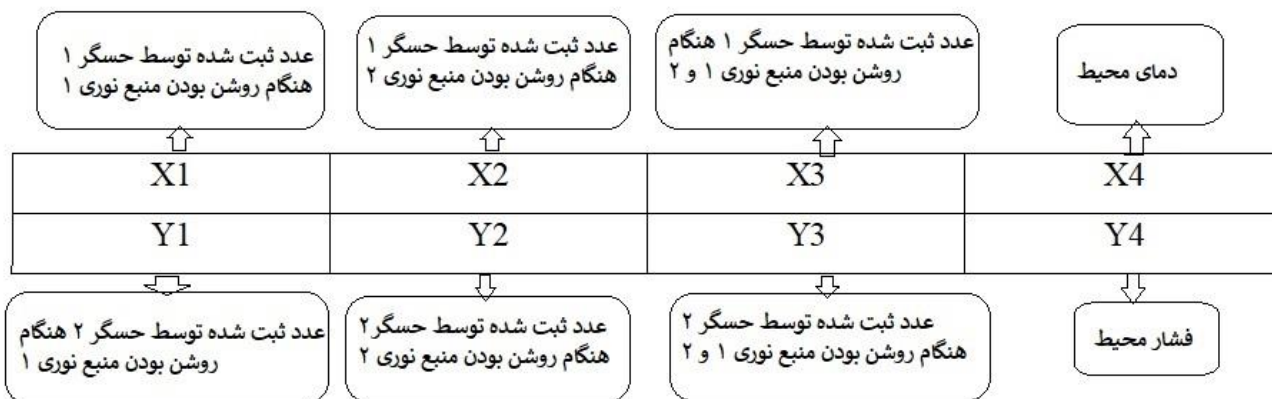 عدد ثبت شده توسط حسگر ۱
هنگام روشن بودن منبع نوری ۱
عدد ثبت شده توسط حسگر ۱
هنگام روشن بودن منبع نوری ۲
عدد ثبت شده توسط حسگر ۱ هنگام
روشن بودن منبع نوری ۱ و ۲
دمای محیط
X1 X2 X3 X4
Y1 Y2 Y3 Y4
عدد ثبت شده توسط حسگر ۲ هنگام
روشن بودن منبع نوری ۱
عدد ثبت شده توسط حسگر۲
هنگام روشن بودن منبع نوری ۲
عدد ثبت شده توسط حسگر ۲
هنگام روشن بودن منبع نوری ۱ و ۲
فشار محیط